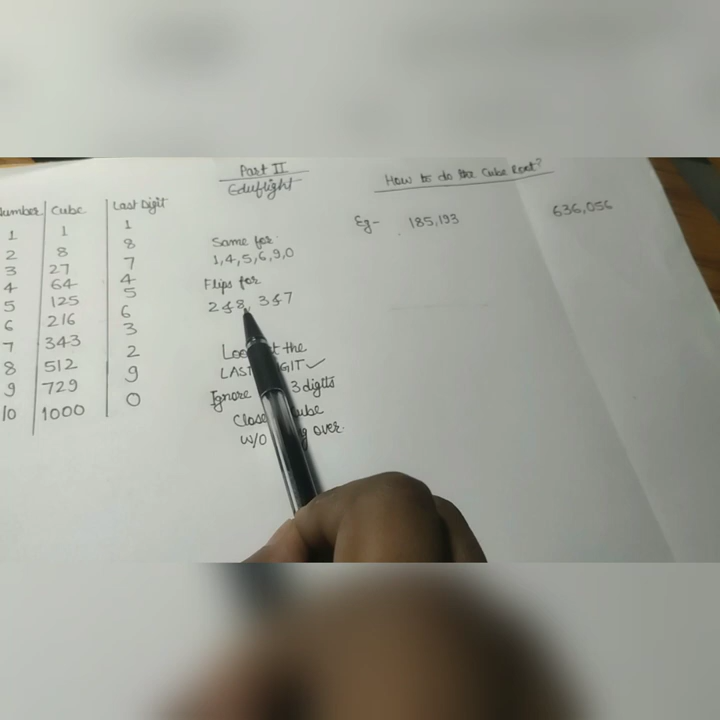 Part II
Eduflight
How to do the Cube Root?
Number Cube Last Digit
1 1 1
2 8 8
3 27 7
4 64 4
5 125 5
6 216 6
7 343 3
8 512 2
9 729 9
10 1000 0
Same for:
1,4,5,6,9,0
Flips for
2 & 8, 3 & 7
the
LAST
Ignore 3 digits
W/O over.
Eg- 185,193 636,056